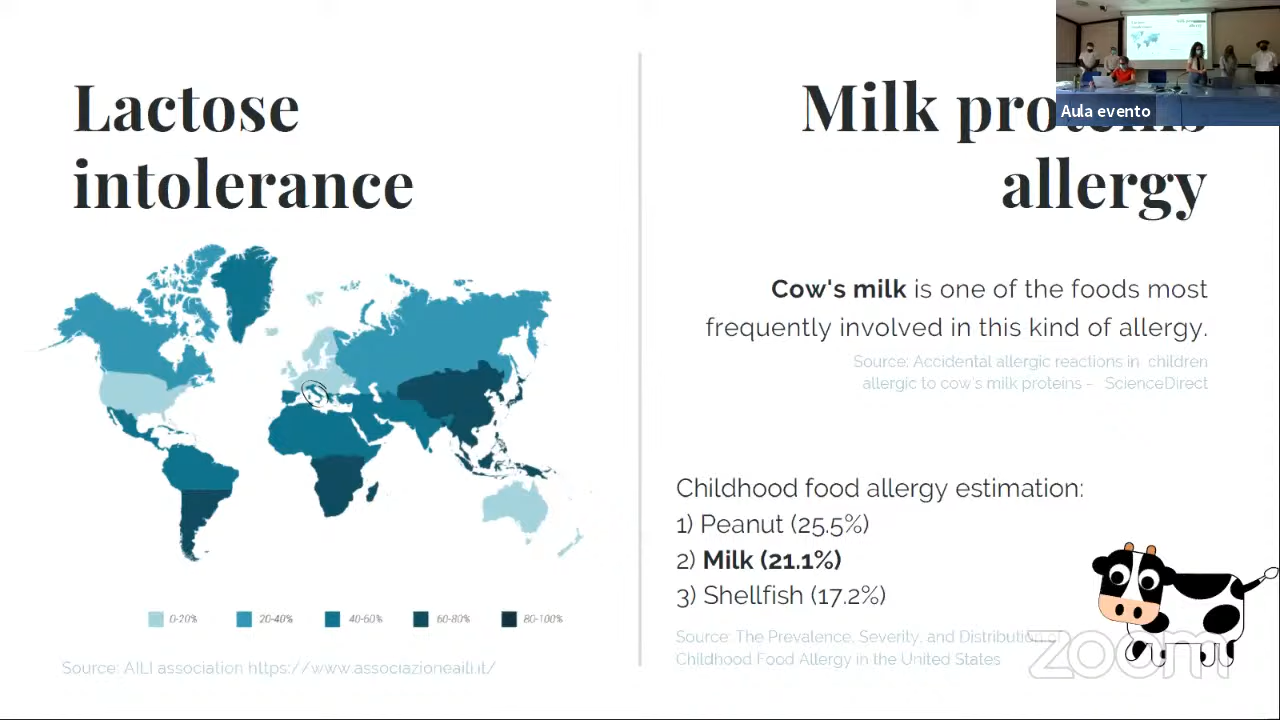 Lactose
intolerance
0-20%
20-40%
40-60%
60-80%
80-100%
Source: AILI association https://www.associazioneaili.it/
Milk proteins
allergy
Aula evento
Cow's milk is one of the foods most
frequently involved in this kind of allergy.
Source: Accidental allergic reactions in children
allergic to cow's milk proteins - ScienceDirect
Childhood food allergy estimation:
1) Peanut (25.5%)
2) Milk (21.1%)
3) Shellfish (17.2%)
Source: The Prevalence, Severity, and Distribution of
Childhood Food Allergy in the United States
zoom